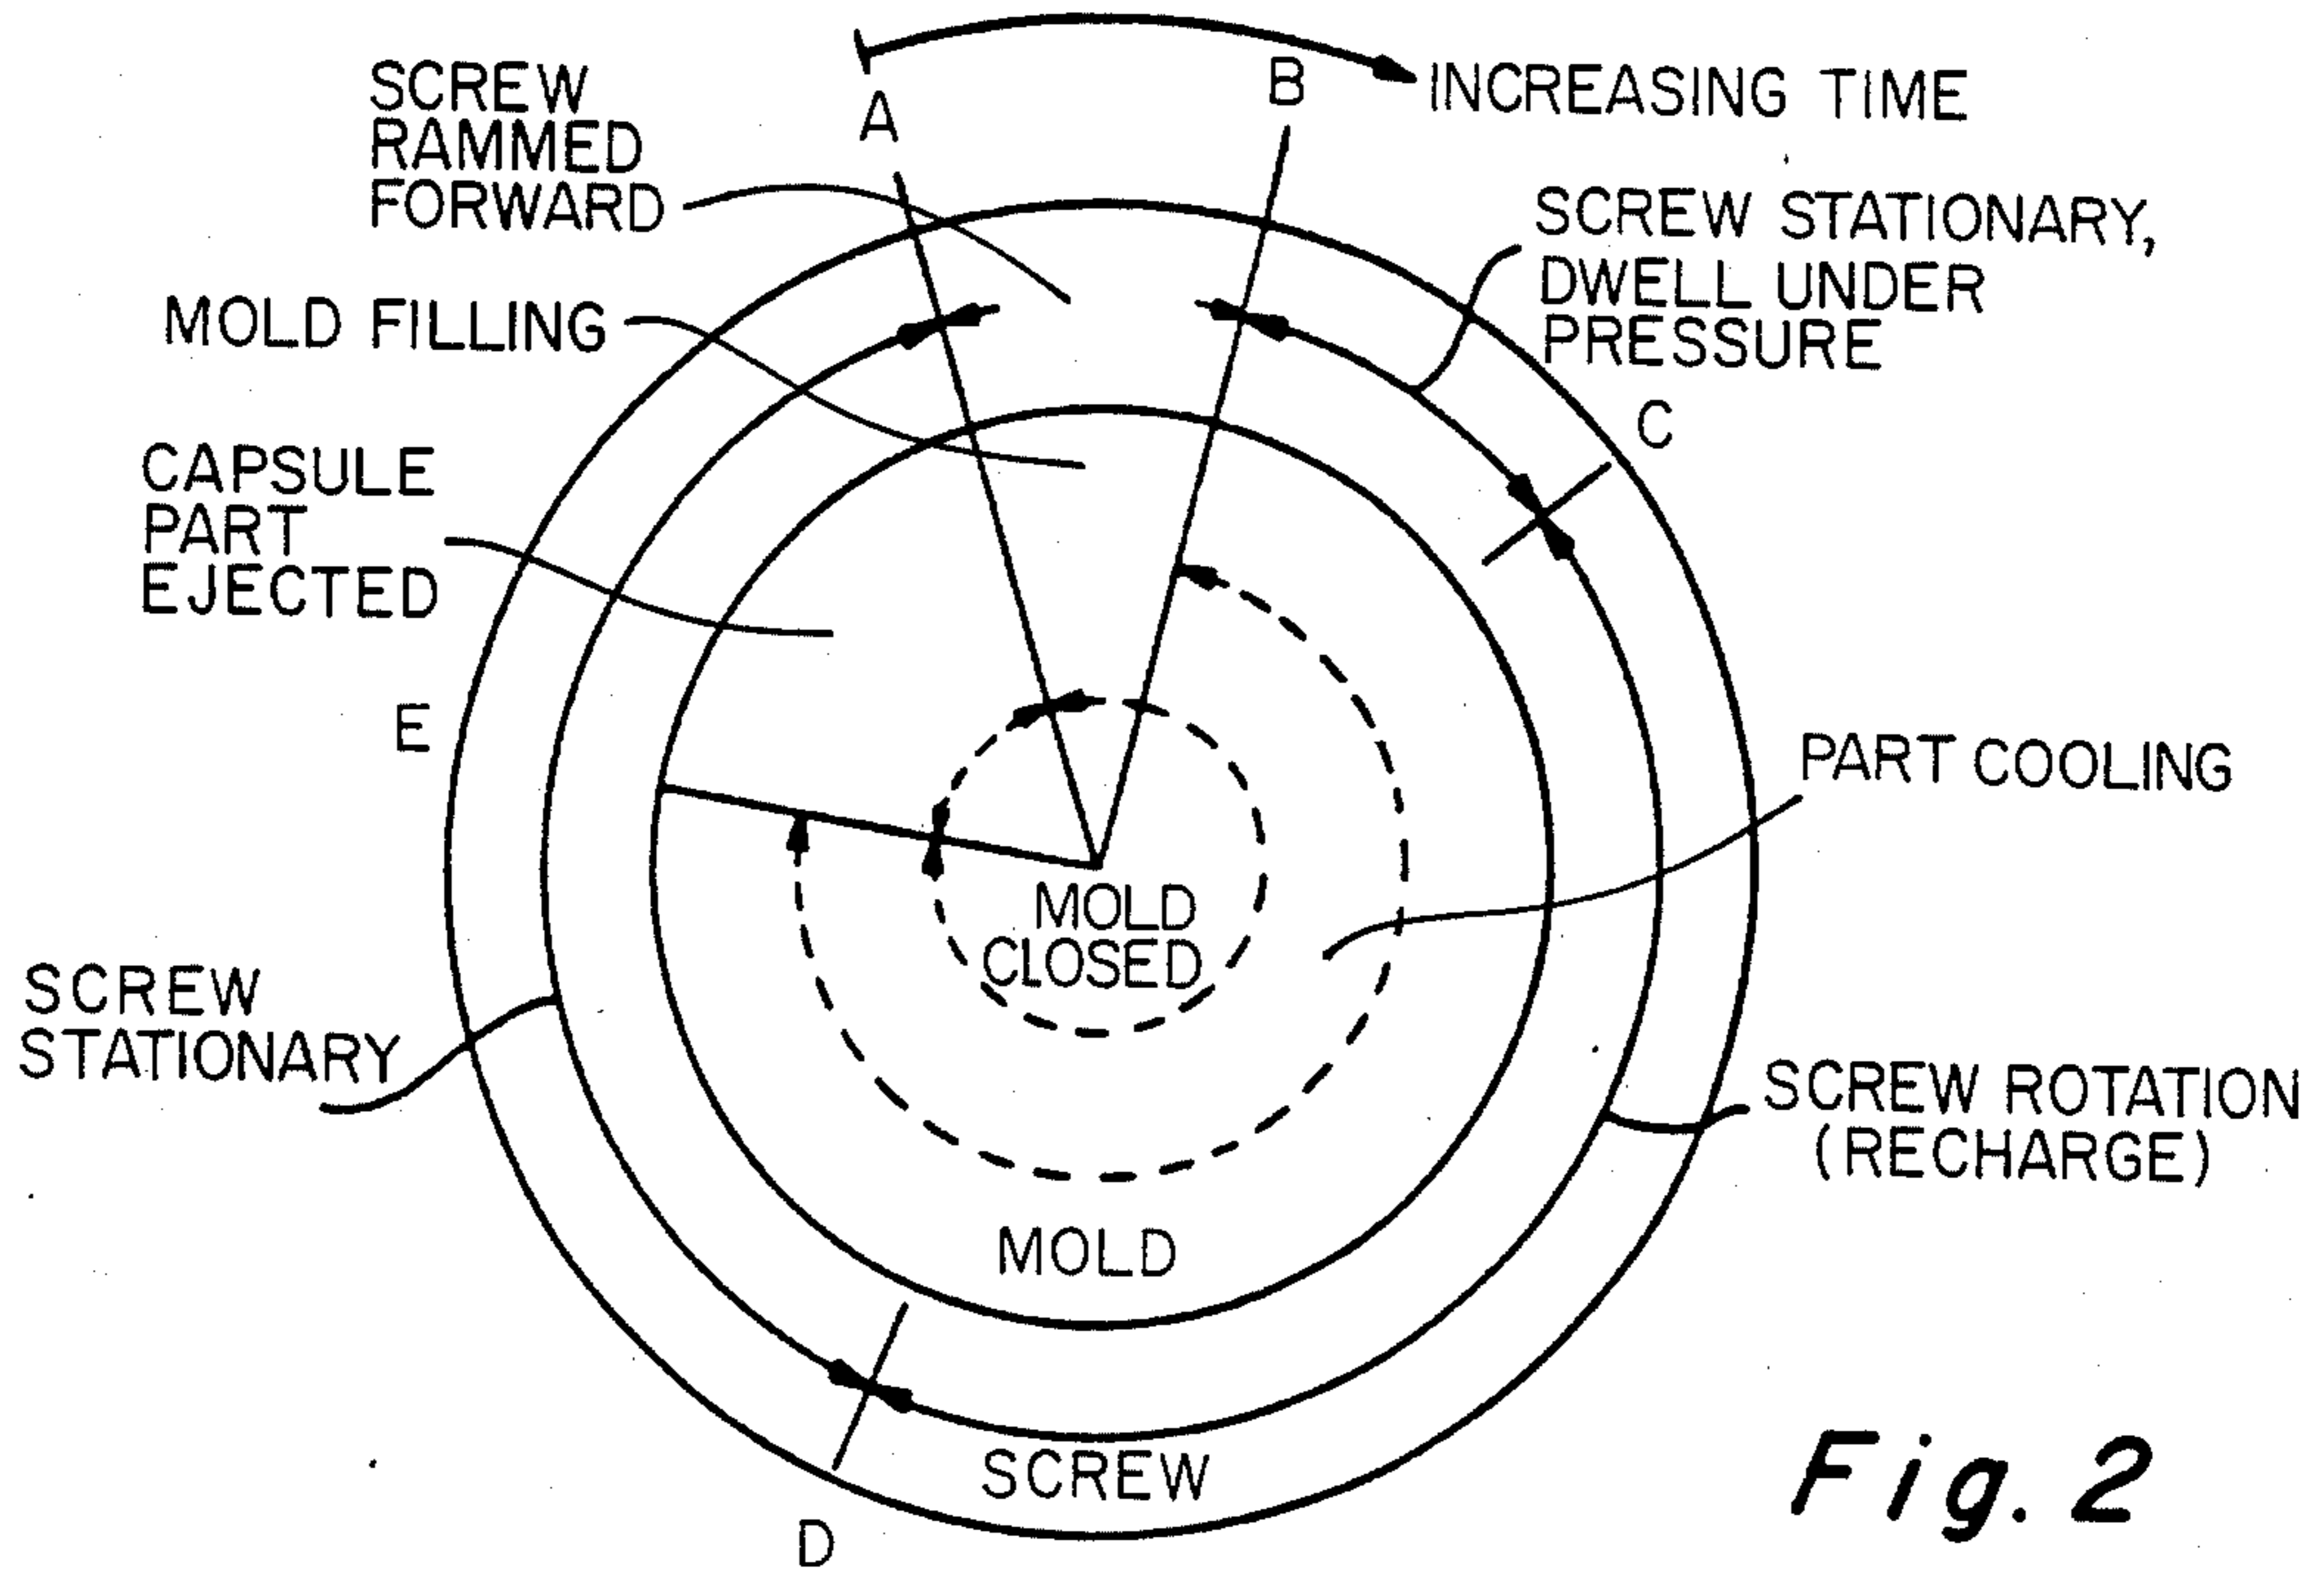 A
B
INCREASING TIME
SCREW
RAMMED
FORWARD
SCREW STATIONARY,
DWELL UNDER
PRESSURE
MOLD FILLING
C
CAPSULE
PART
EJECTED
E
PART COOLING
MOLD
CLOSED
SCREW
STATIONARY
SCREW ROTATION
(RECHARGE)
MOLD
SCREW
D
Fig. 2